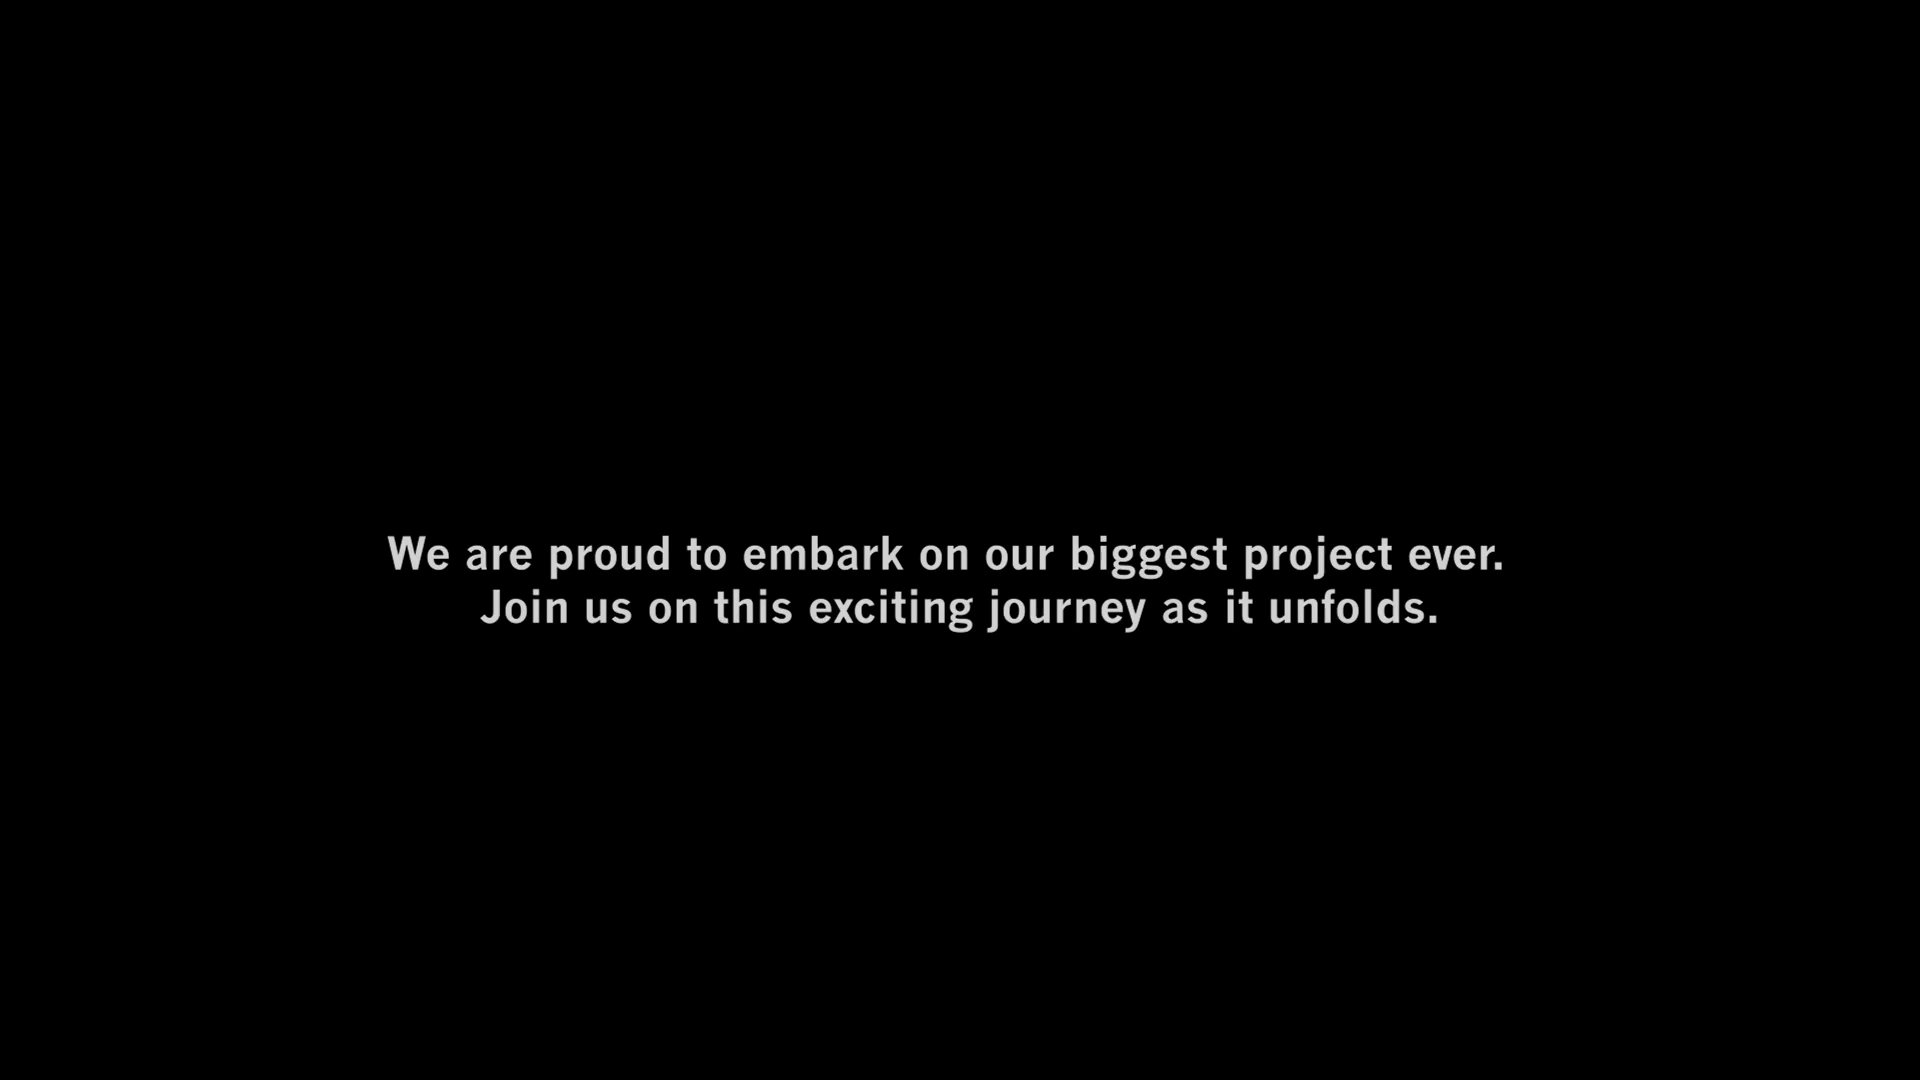 We are proud to embark on our biggest project ever.
Join us on this exciting journey as it unfolds.